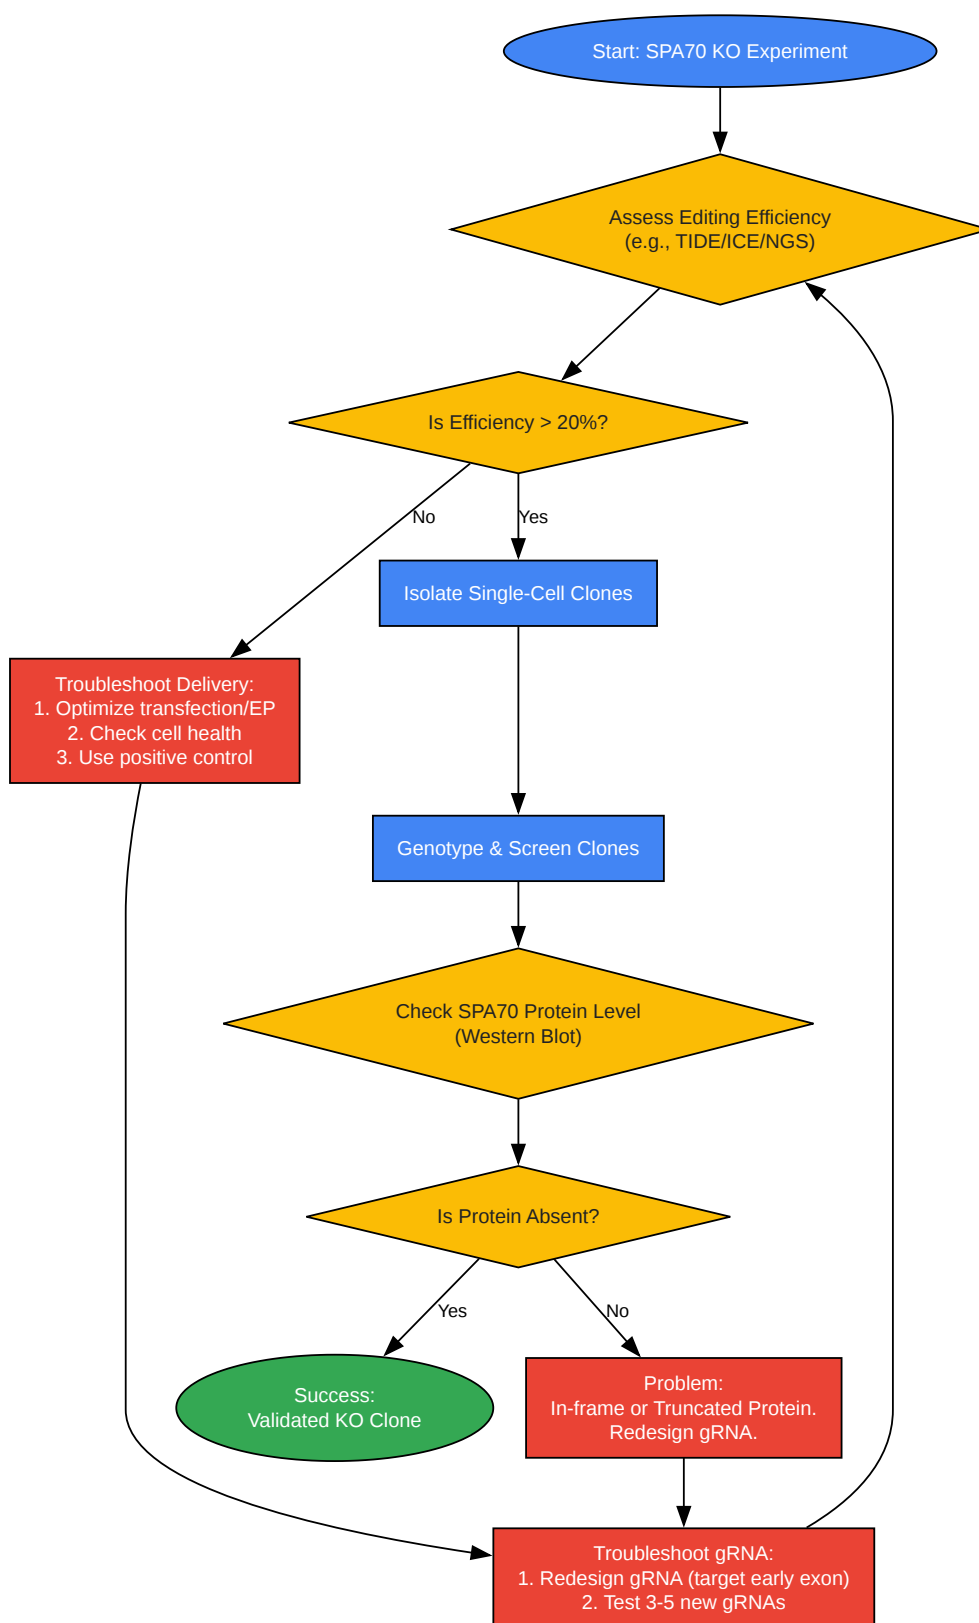 Start: SPA70 KO Experiment
Assess Editing Efficiency
(e.g., TIDE/ICE/NGS)
Is Efficiency > 20%?
No
Yes
Isolate Single-Cell Clones
Troubleshoot Delivery:
1. Optimize transfection/EP
2. Check cell health
3. Use positive control
Genotype & Screen Clones
Check SPA70 Protein Level
(Western Blot)
Is Protein Absent?
Yes
No
Success:
Validated KO Clone
Problem:
In-frame or Truncated Protein.
Redesign gRNA.
Troubleshoot gRNA:
1. Redesign gRNA (target early exon)
2. Test 3-5 new gRNAs